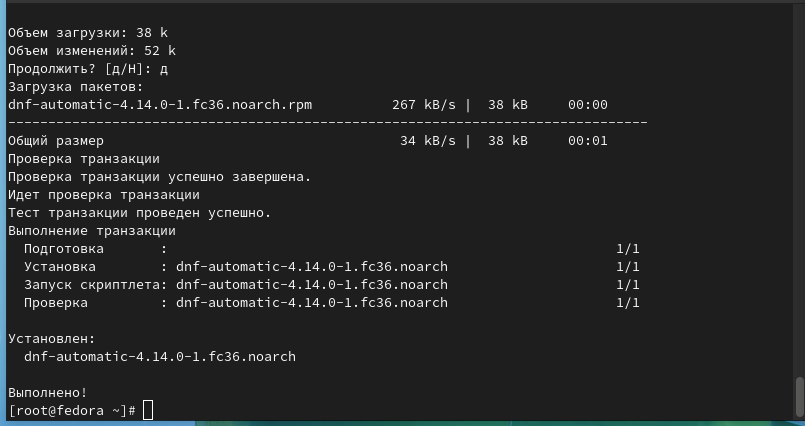 Объем загрузки: 38 k
Объем изменений: 52 k
Продолжить? [д/Н]: д
Загрузка пакетов:
dnf-automatic-4.14.0-1.fc36.noarch.rpm          267 kB/s |  38 kB     00:00
--------------------------------------------------------------------------------
Общий размер                                     34 kB/s |  38 kB     00:01
Проверка транзакции
Проверка транзакции успешно завершена.
Идет проверка транзакции
Тест транзакции проведен успешно.
Выполнение транзакции
  Подготовка       :                                                        1/1
  Установка        : dnf-automatic-4.14.0-1.fc36.noarch                     1/1
  Запуск скриптлета: dnf-automatic-4.14.0-1.fc36.noarch                     1/1
  Проверка         : dnf-automatic-4.14.0-1.fc36.noarch                     1/1
Установлен:
  dnf-automatic-4.14.0-1.fc36.noarch
Выполнено!
[root@fedora ~]#